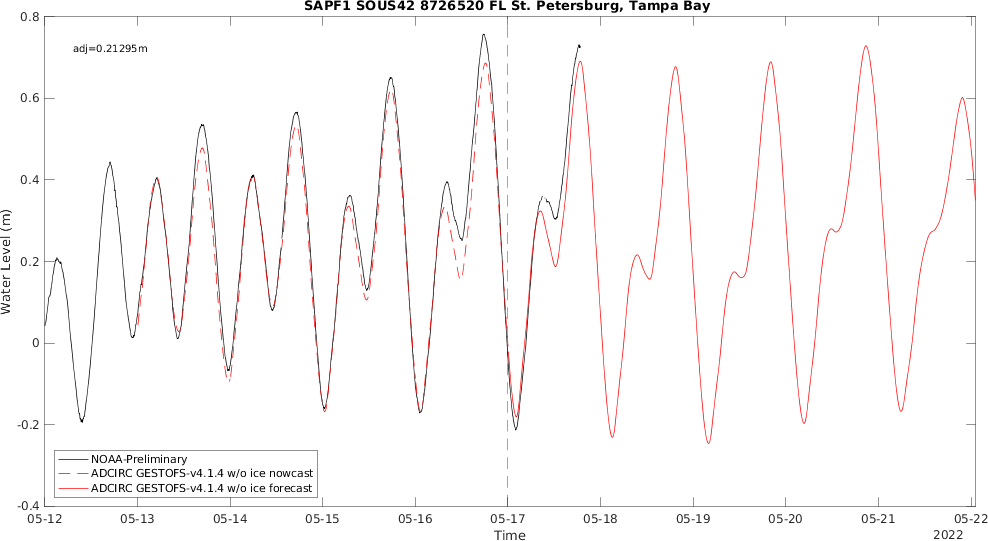 SAPF1 SOUS42 8726520 FL St. Petersburg, Tampa Bay
adj=0.21295m
Water Level (m)
0.8
0.6
0.4
0.2
0
-0.2
-0.4
NOAA-Preliminary
ADCIRC GESTOFS-v4.1.4 w/o ice nowcast
ADCIRC GESTOFS-v4.1.4 w/o ice forecast
05-12 05-13 05-14 05-15 05-16 05-17 05-18 05-19 05-20 05-21 05-22
Time
2022